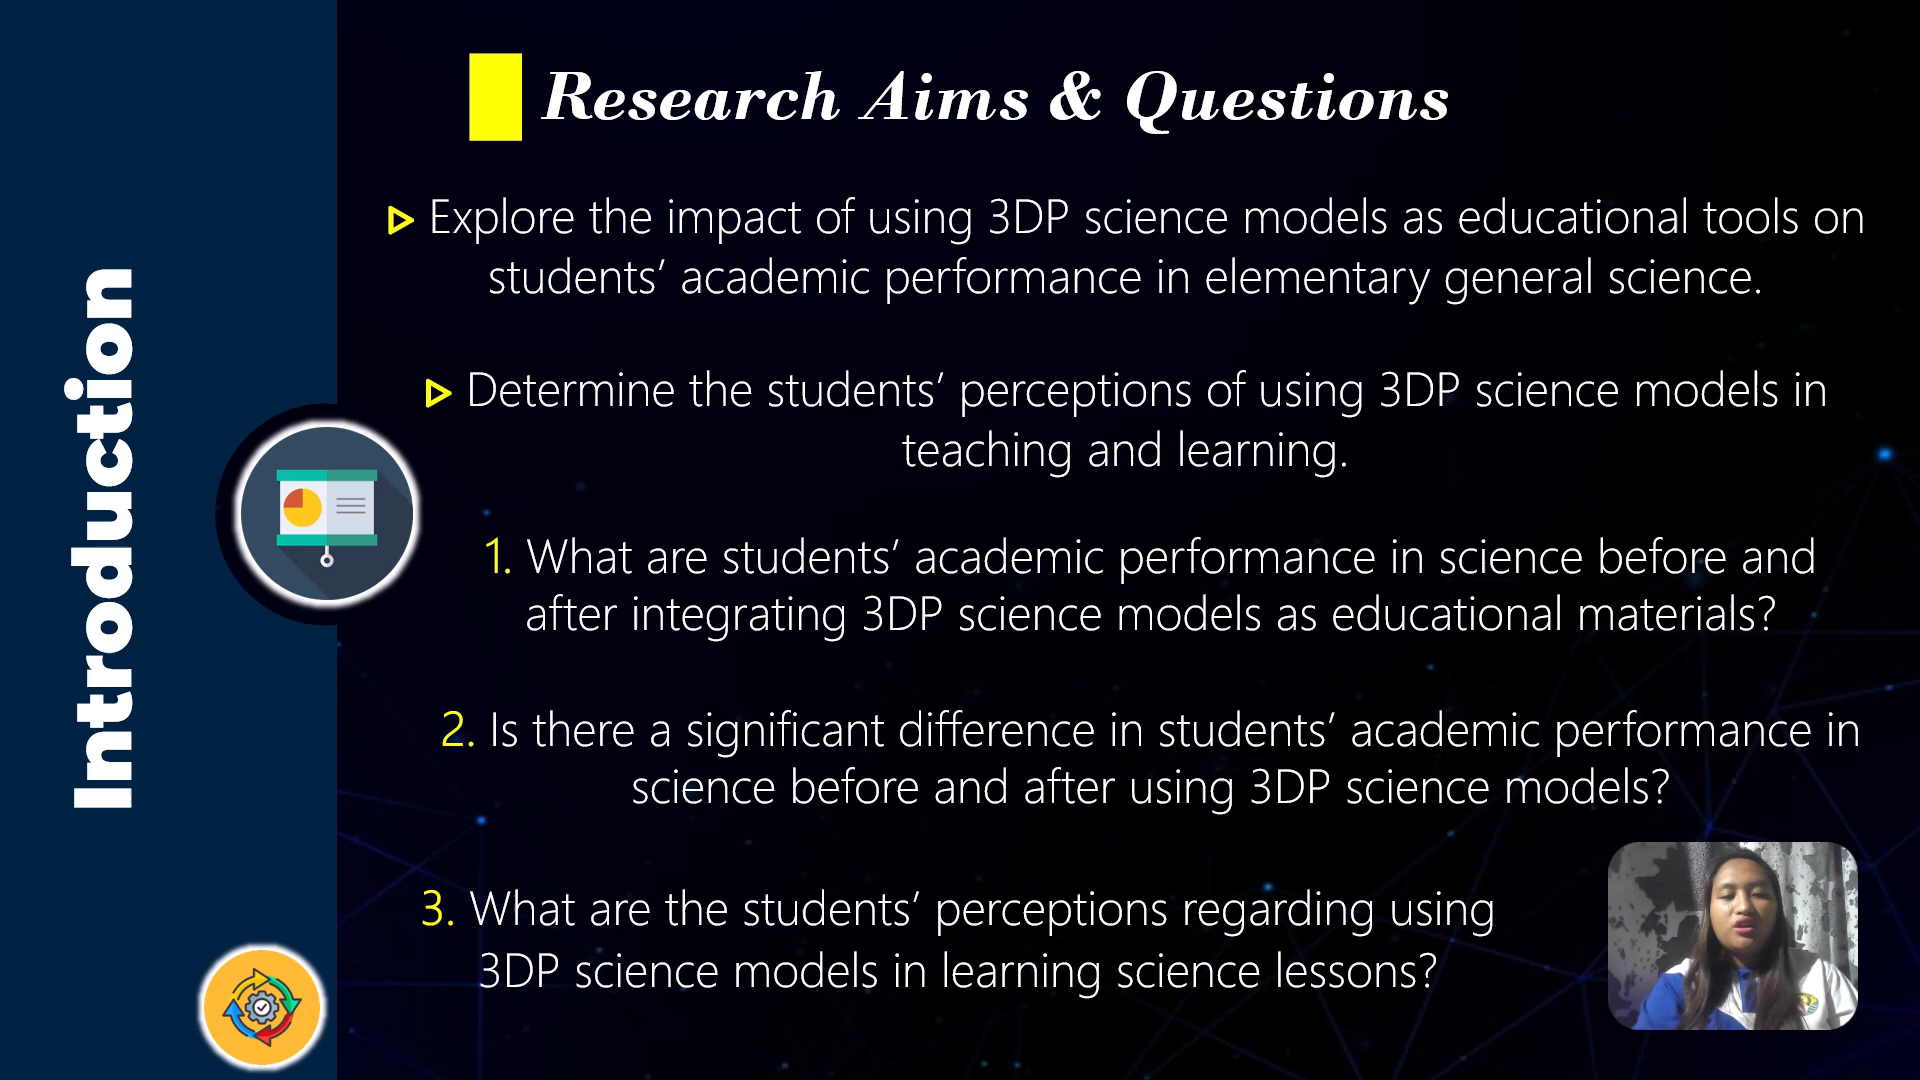 Introduction
Research Aims & Questions
Explore the impact of using 3DP science models as educational tools on
students’ academic performance in elementary general science.
Determine the students’ perceptions of using 3DP science models in
teaching and learning.
1. What are students’ academic performance in science before and
after integrating 3DP science models as educational materials?
2. Is there a significant difference in students’ academic performance in
science before and after using 3DP science models?
3. What are the students’ perceptions regarding using
3DP science models in learning science lessons?